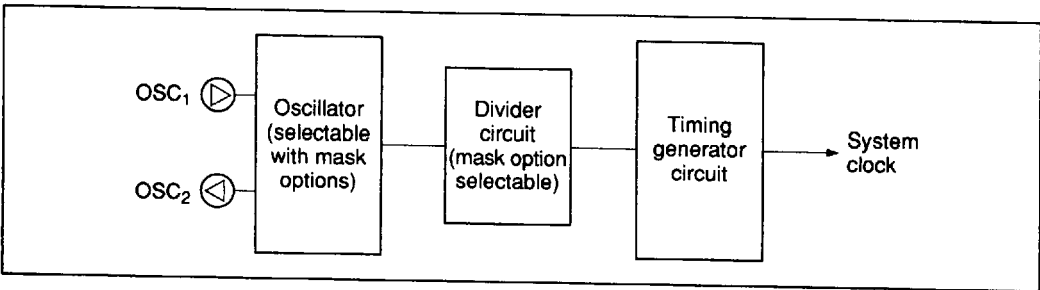 OSC₁
OSC₂
Oscillator
(selectable
with mask
options)
Divider
circuit
(mask option
selectable)
Timing
generator
circuit
System
clock